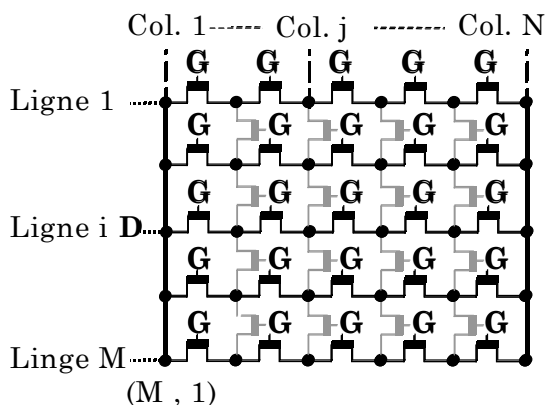 Col. 1 Col. j Col. N
G G G G G
Ligne 1
G G G G G
G G G G G
Ligne i D
G G G G G
G G G G G
Linge M
(M , 1)